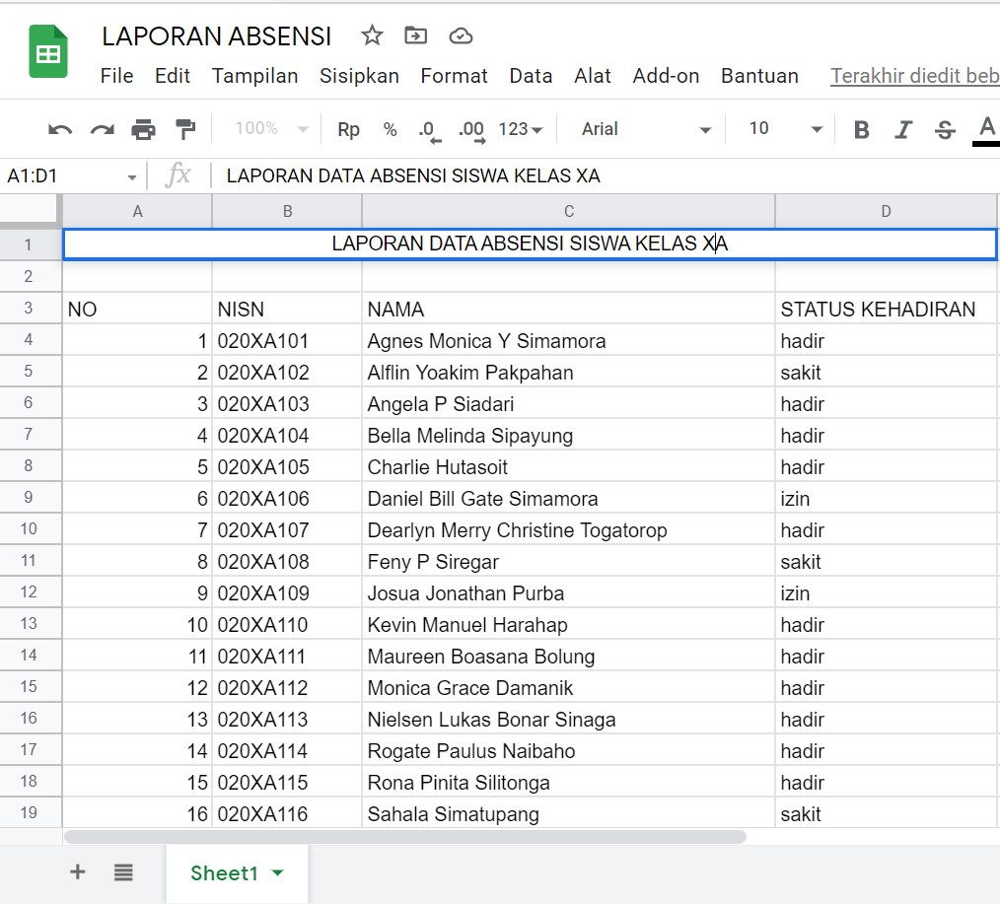 LAPORAN ABSENSI
File Edit Tampilan Sisipkan Format Data Alat Add-on Bantuan Terakhir diedit beb
100% Rp % .0 .00 123 Arial 10 B I S A
A1:D1 fx LAPORAN DATA ABSENSI SISWA KELAS XA
A B C D
1 LAPORAN DATA ABSENSI SISWA KELAS XA
2
3 NO NISN NAMA STATUS KEHADIRAN
4 1 020XA101 Agnes Monica Y Simamora hadir
5 2 020XA102 Alflin Yoakim Pakpahan sakit
6 3 020XA103 Angela P Siadari hadir
7 4 020XA104 Bella Melinda Sipayung hadir
8 5 020XA105 Charlie Hutasoit hadir
9 6 020XA106 Daniel Bill Gate Simamora izin
10 7 020XA107 Dearlyn Merry Christine Togatorop hadir
11 8 020XA108 Feny P Siregar sakit
12 9 020XA109 Josua Jonathan Purba izin
13 10 020XA110 Kevin Manuel Harahap hadir
14 11 020XA111 Maureen Boasana Bolung hadir
15 12 020XA112 Monica Grace Damanik hadir
16 13 020XA113 Nielsen Lukas Bonar Sinaga hadir
17 14 020XA114 Rogate Paulus Naibaho hadir
18 15 020XA115 Rona Pinita Silitonga hadir
19 16 020XA116 Sahala Simatupang sakit
Sheet1